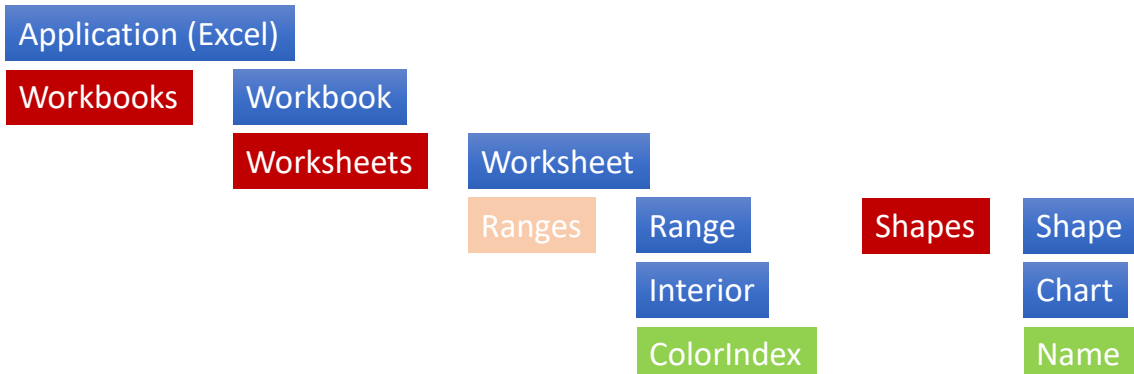 Application (Excel)
Workbooks Workbook
Worksheets Worksheet
Ranges Range Shapes Shape
Interior Chart
ColorIndex Name